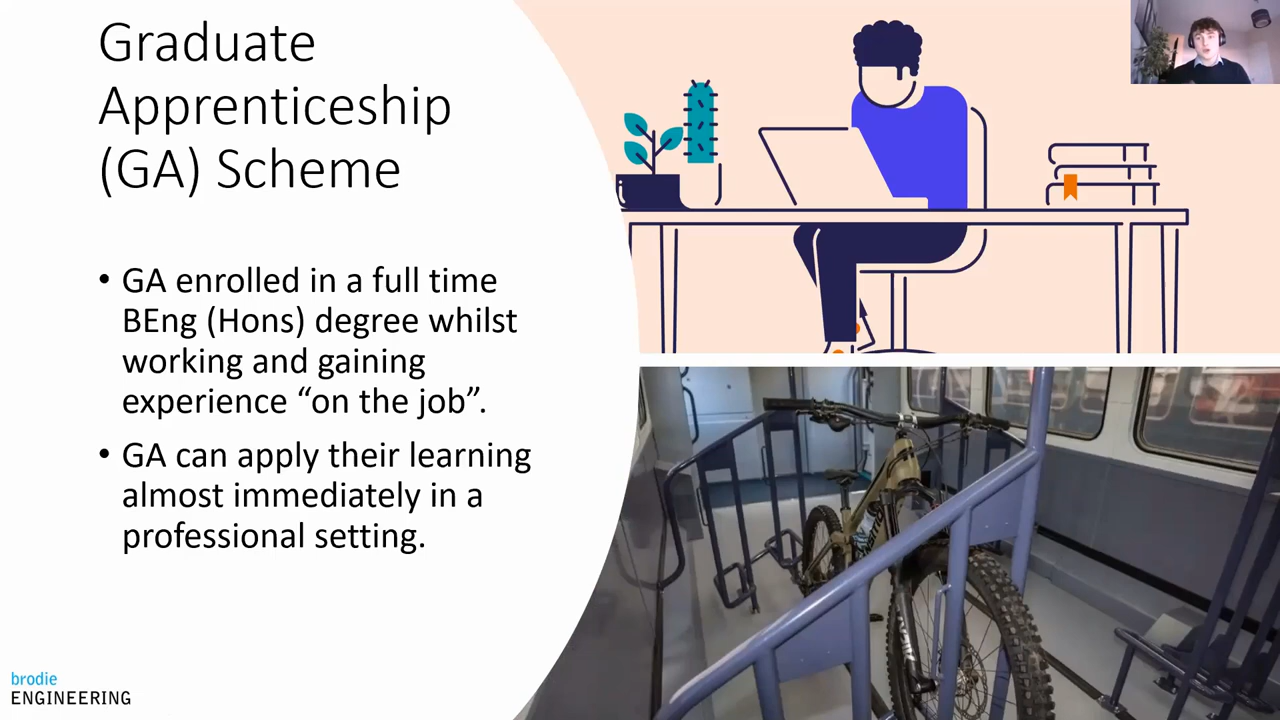 Graduate
Apprenticeship
(GA) Scheme
• GA enrolled in a full time
BEng (Hons) degree whilst
working and gaining
experience “on the job”.
• GA can apply their learning
almost immediately in a
professional setting.
brodie
ENGINEERING